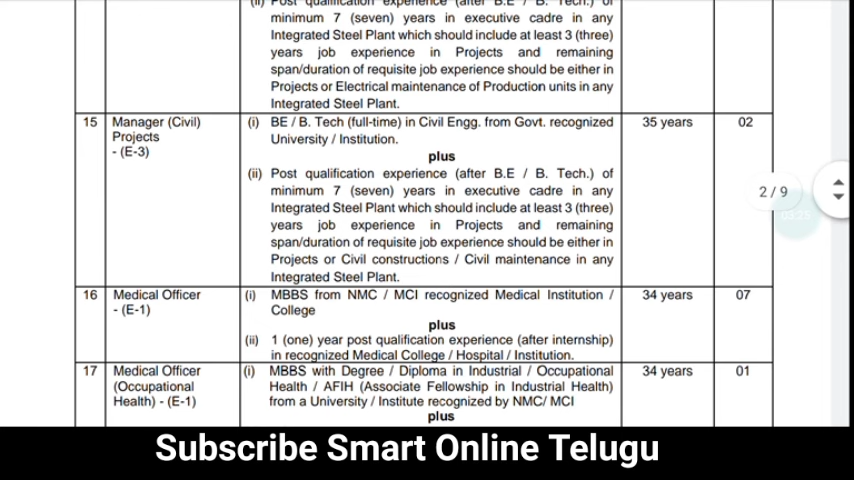 (ii) Post qualification experience (after B.E / B. Tech.) of
minimum 7 (seven) years in executive cadre in any
Integrated Steel Plant which should include at least 3 (three)
years job experience in Projects and remaining
span/duration of requisite job experience should be either in
Projects or Electrical maintenance of Production units in any
Integrated Steel Plant.
15 Manager (Civil) (i) BE / B. Tech (full-time) in Civil Engg. from Govt. recognized 35 years 02
Projects University / Institution.
- (E-3) plus
(ii) Post qualification experience (after B.E / B. Tech.) of
minimum 7 (seven) years in executive cadre in any
Integrated Steel Plant which should include at least 3 (three)
years job experience in Projects and remaining
span/duration of requisite job experience should be either in
Projects or Civil constructions / Civil maintenance in any
Integrated Steel Plant.
2 / 9
03:25
16 Medical Officer (i) MBBS from NMC / MCI recognized Medical Institution / 34 years 07
- (E-1) College
plus
(ii) 1 (one) year post qualification experience (after internship)
in recognized Medical College / Hospital / Institution.
17 Medical Officer (i) MBBS with Degree / Diploma in Industrial / Occupational 34 years 01
(Occupational Health / AFIH (Associate Fellowship in Industrial Health)
Health) - (E-1) from a University / Institute recognized by NMC/ MCI
plus
Subscribe Smart Online Telugu